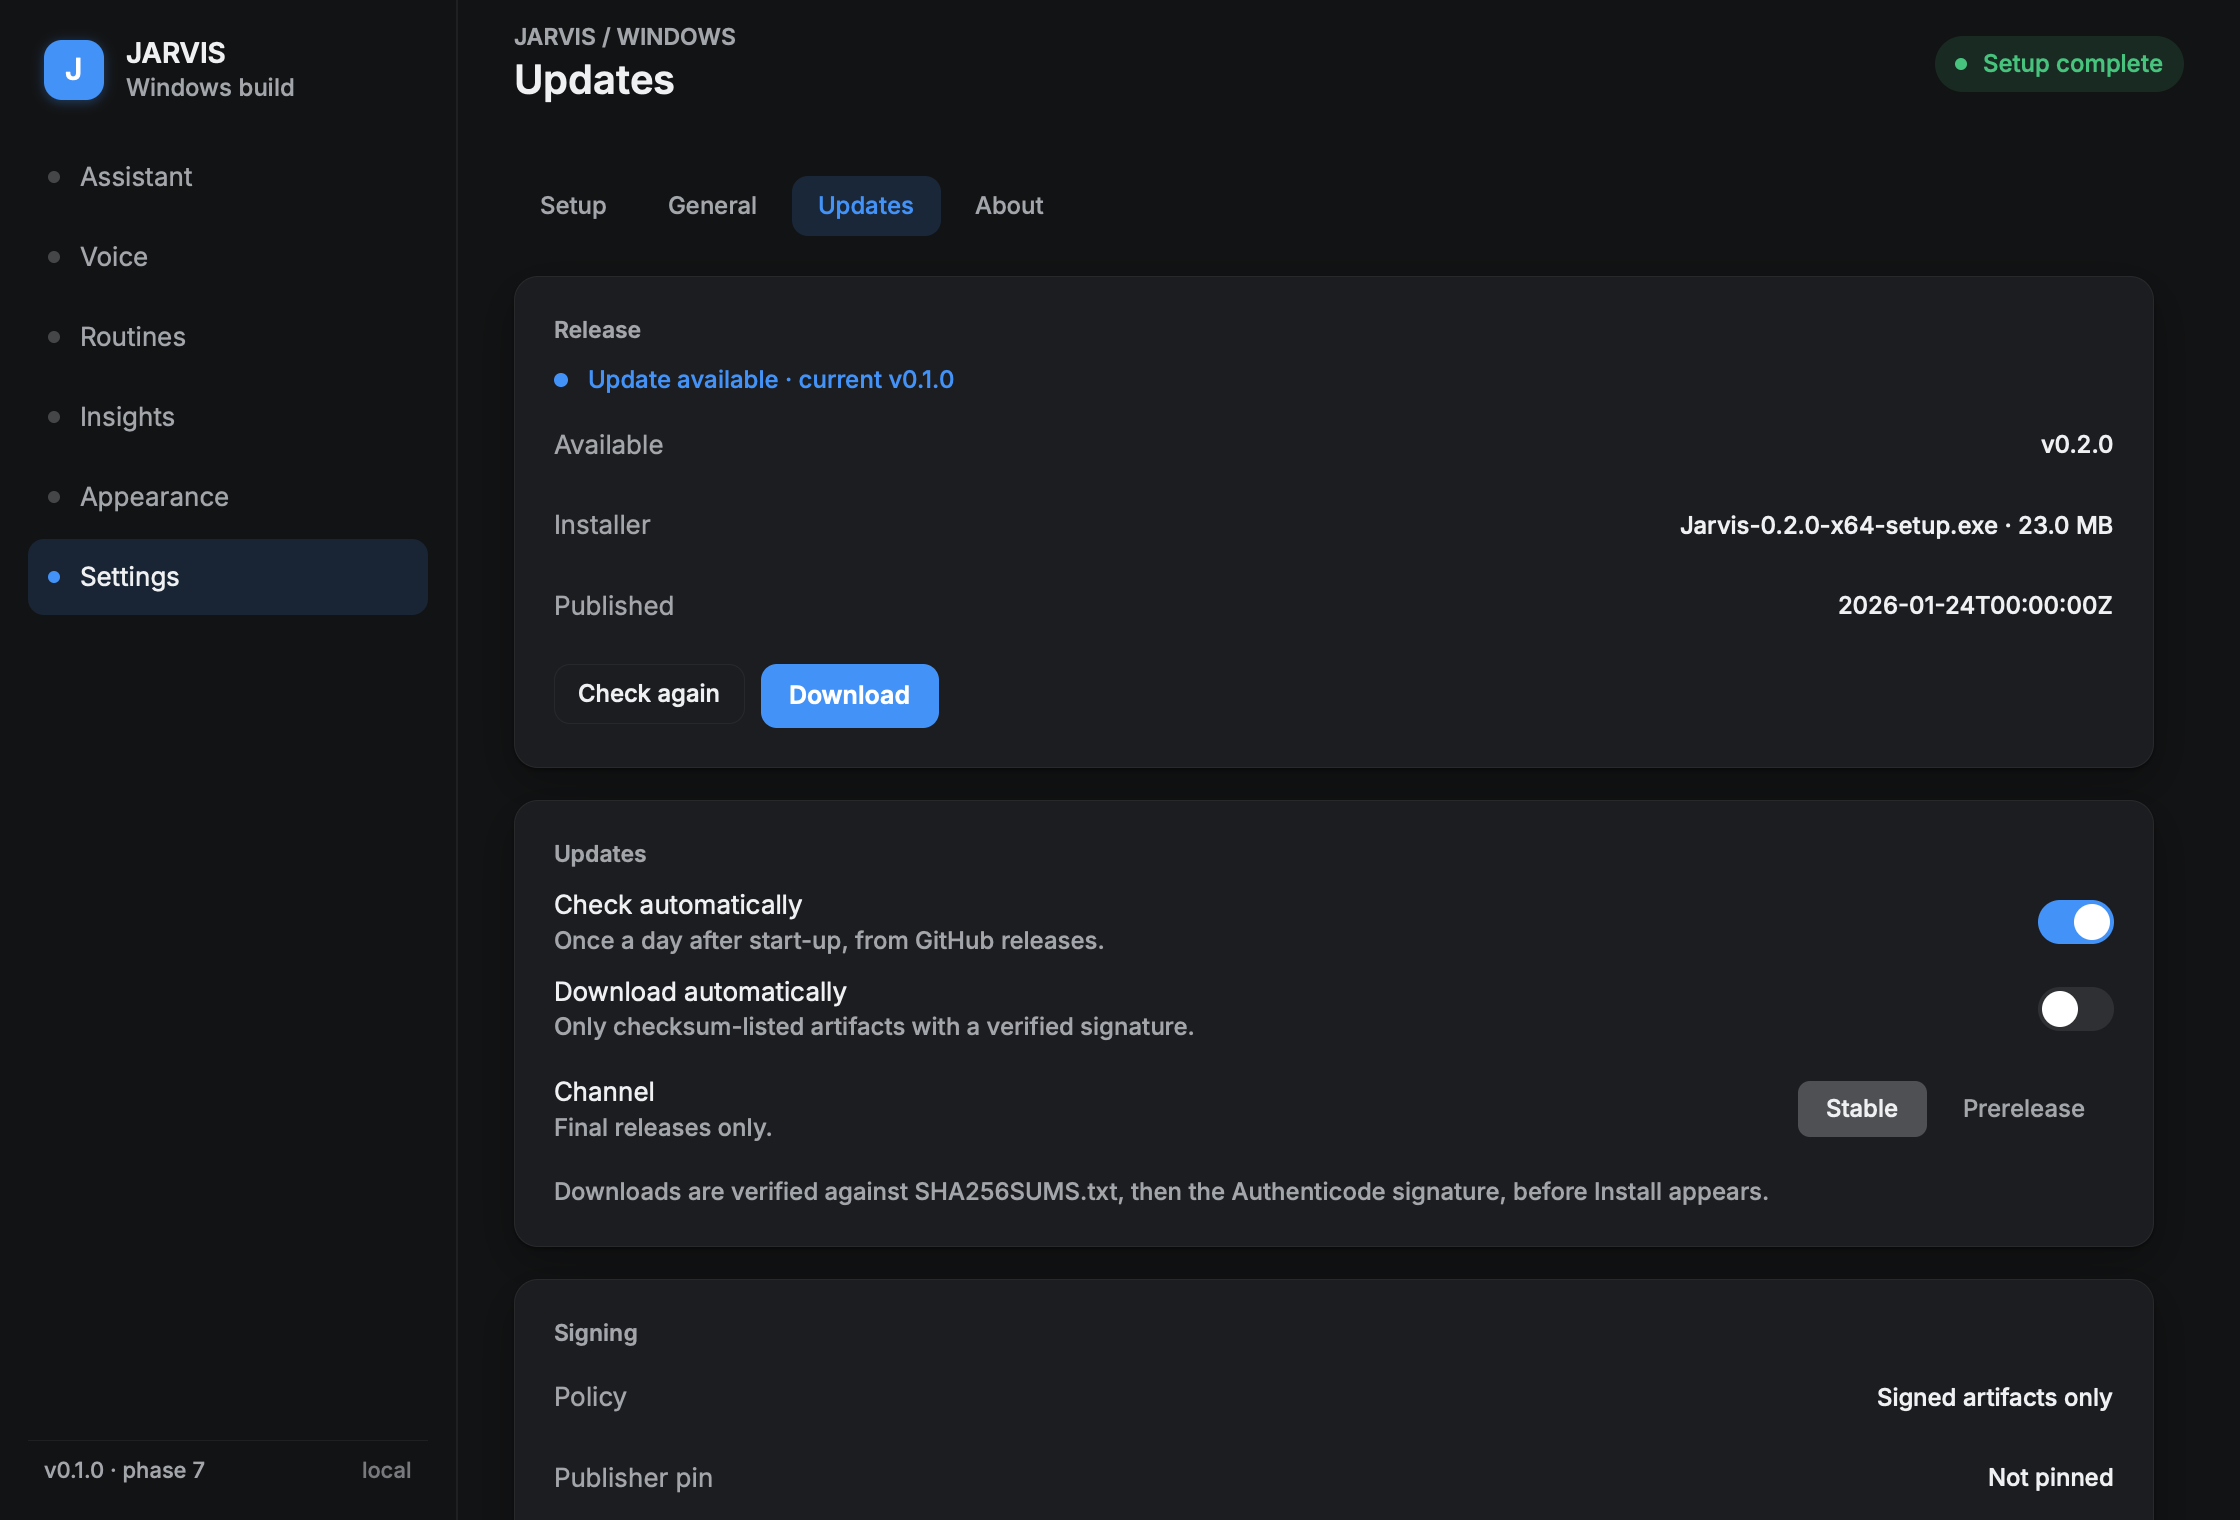 J
JARVIS
Windows build
Assistant
Voice
Routines
Insights
Appearance
Settings
v0.1.0 · phase 7
local
JARVIS / WINDOWS
Updates
Setup complete
Setup
General
Updates
About
Release
Update available · current v0.1.0
Available
v0.2.0
Installer
Jarvis-0.2.0-x64-setup.exe · 23.0 MB
Published
2026-01-24T00:00:00Z
Check again
Download
Updates
Check automatically
Once a day after start-up, from GitHub releases.
Download automatically
Only checksum-listed artifacts with a verified signature.
Channel
Final releases only.
Stable
Prerelease
Downloads are verified against SHA256SUMS.txt, then the Authenticode signature, before Install appears.
Signing
Policy
Signed artifacts only
Publisher pin
Not pinned